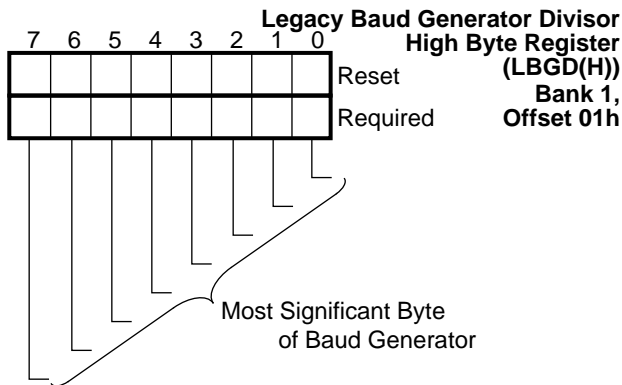 Legacy Baud Generator Divisor
High Byte Register
(LBGD(H))
Bank 1,
Offset 01h
7 6 5 4 3 2 1 0
Reset
Required
Most Significant Byte
of Baud Generator